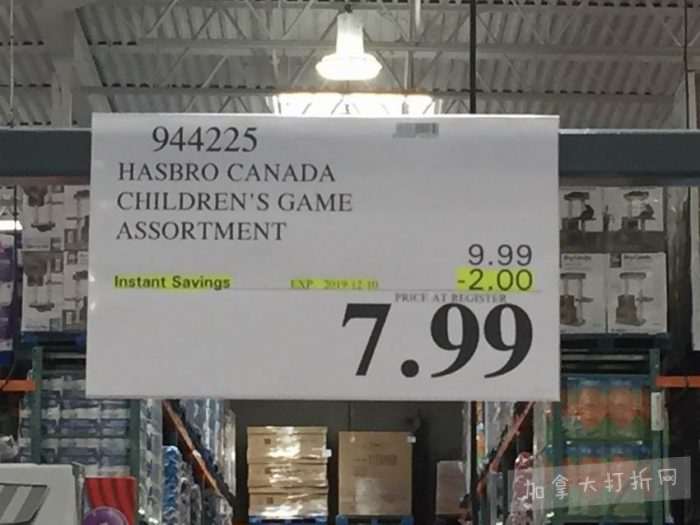 944225
HASBRO CANADA
CHILDREN'S GAME
ASSORTMENT
9.99
Instant Savings EXP 2019-12-10 -2.00
PRICE AT REGISTER
7.99
加拿大打折网